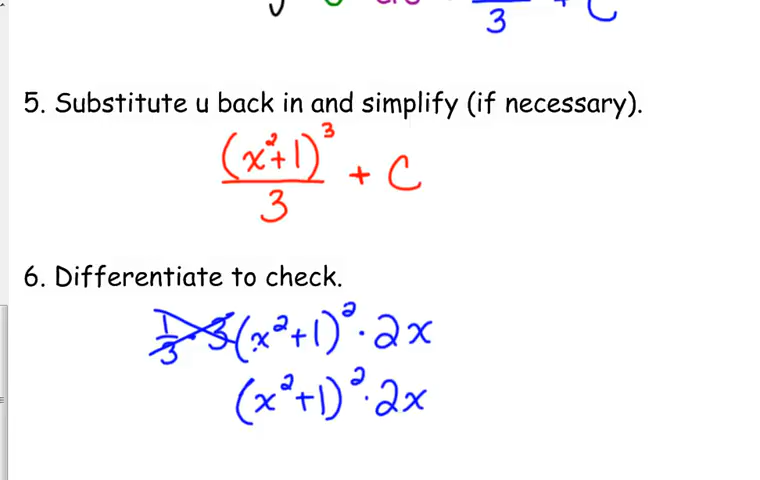 3 + C
5. Substitute u back in and simplify (if necessary).
(x²+1)³
3 + C
6. Differentiate to check.
1/3 · 3(x²+1)² · 2x
(x²+1)² · 2x